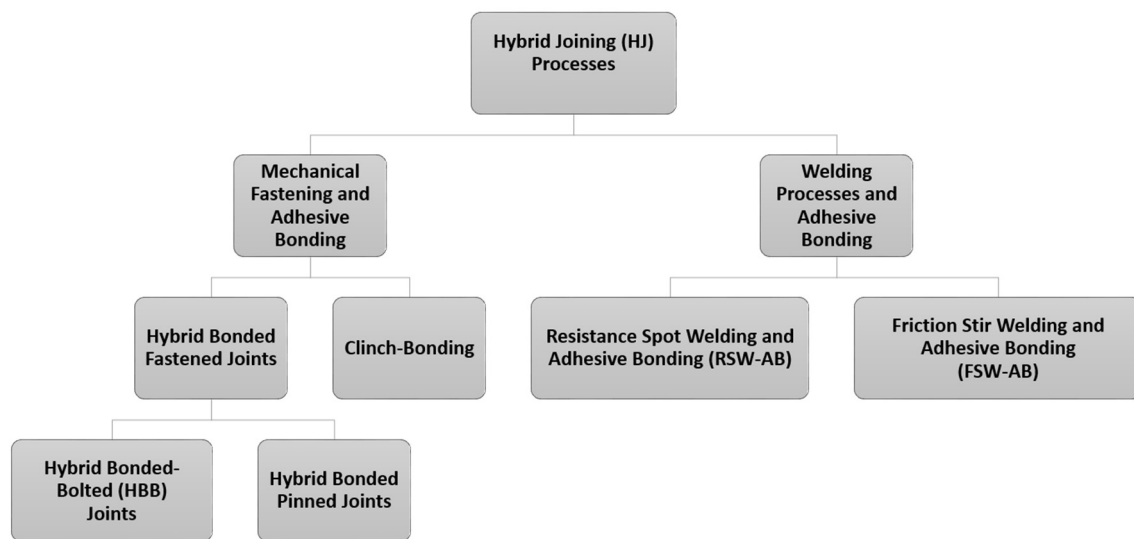 Hybrid Joining (HJ)
Processes
Mechanical
Fastening and
Adhesive
Bonding
Welding
Processes and
Adhesive
Bonding
Hybrid Bonded
Fastened Joints
Clinch-Bonding
Resistance Spot Welding and
Adhesive Bonding (RSW-AB)
Friction Stir Welding and
Adhesive Bonding
(FSW-AB)
Hybrid Bonded-
Bolted (HBB)
Joints
Hybrid Bonded
Pinned Joints